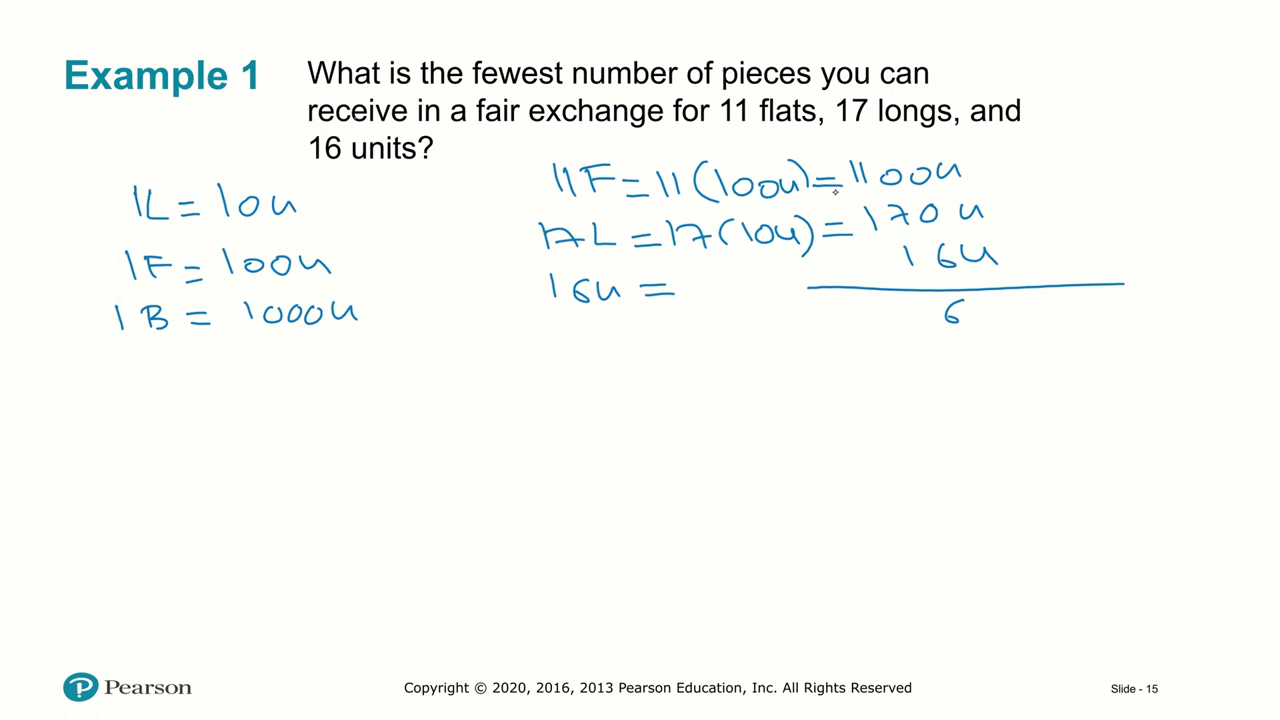 Example 1
What is the fewest number of pieces you can
receive in a fair exchange for 11 flats, 17 longs, and
16 units?
1L = 10u
1F = 100u
1B = 1000u
11F = 11(100u) = 1100u
17L = 17(10u) = 170u
16u =
16u
6
Pearson
Copyright © 2020, 2016, 2013 Pearson Education, Inc. All Rights Reserved
Slide - 15